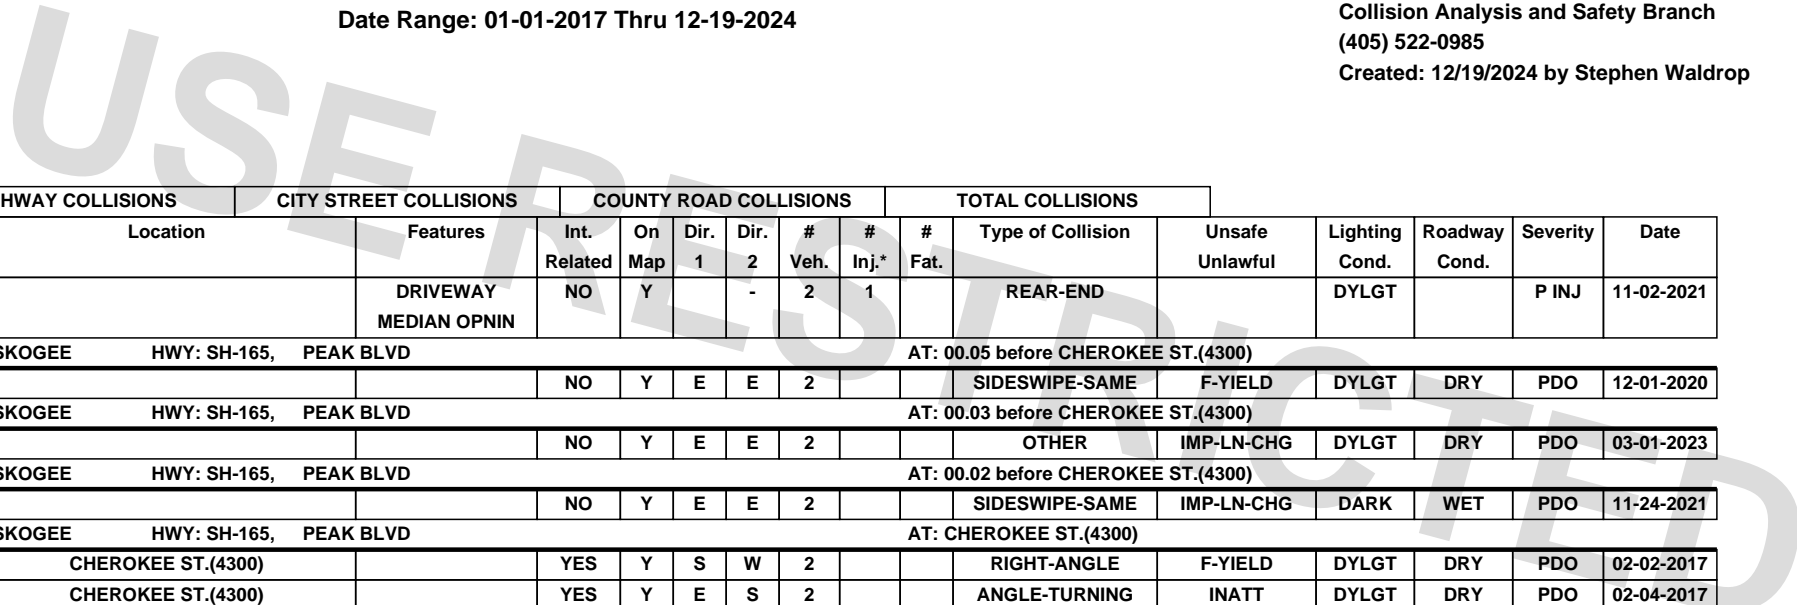 Date Range: 01-01-2017 Thru 12-19-2024
Collision Analysis and Safety Branch
(405) 522-0985
Created: 12/19/2024 by Stephen Waldrop
USE RESTRICTED
HWAY COLLISIONS CITY STREET COLLISIONS COUNTY ROAD COLLISIONS TOTAL COLLISIONS
Location Features Int. On Dir. Dir. # # # Type of Collision Unsafe Lighting Roadway Severity Date
Related Map 1 2 Veh. Inj.* Fat. Unlawful Cond. Cond.
DRIVEWAY NO Y - 2 1 REAR-END DYLGT P INJ 11-02-2021
MEDIAN OPNIN
SKOGEE HWY: SH-165, PEAK BLVD AT: 00.05 before CHEROKEE ST.(4300)
NO Y E E 2 SIDESWIPE-SAME F-YIELD DYLGT DRY PDO 12-01-2020
SKOGEE HWY: SH-165, PEAK BLVD AT: 00.03 before CHEROKEE ST.(4300)
NO Y E E 2 OTHER IMP-LN-CHG DYLGT DRY PDO 03-01-2023
SKOGEE HWY: SH-165, PEAK BLVD AT: 00.02 before CHEROKEE ST.(4300)
NO Y E E 2 SIDESWIPE-SAME IMP-LN-CHG DARK WET PDO 11-24-2021
SKOGEE HWY: SH-165, PEAK BLVD AT: CHEROKEE ST.(4300)
CHEROKEE ST.(4300) YES Y S W 2 RIGHT-ANGLE F-YIELD DYLGT DRY PDO 02-02-2017
CHEROKEE ST.(4300) YES Y E S 2 ANGLE-TURNING INATT DYLGT DRY PDO 02-04-2017